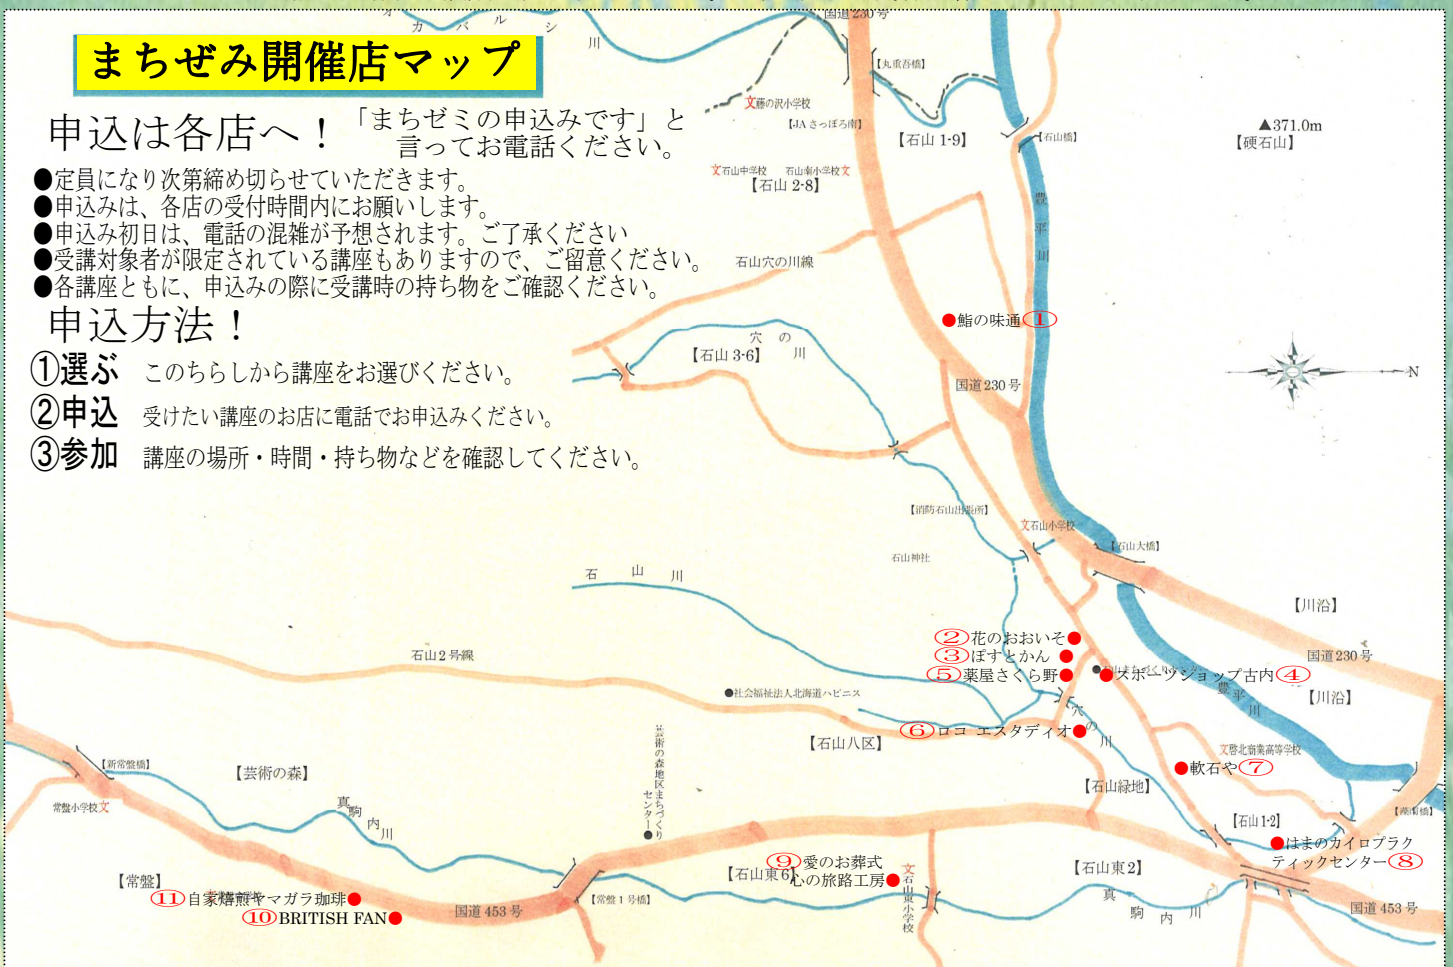 オカバルシ川
国道230号
まちぜみ開催店マップ
申込は各店へ！
「まちゼミの申込みです」と
言ってお電話ください。
●定員になり次第締め切らせていただきます。
●申込みは、各店の受付時間内にお願いします。
●申込み初日は、電話の混雑が予想されます。ご了承ください
●受講対象者が限定されている講座もありますので、ご留意ください。
●各講座ともに、申込みの際に受講時の持ち物をご確認ください。
申込方法！
①選ぶ このちらしから講座をお選びください。
②申込 受けたい講座のお店に電話でお申込みください。
③参加 講座の場所・時間・持ち物などを確認してください。
【丸重吾橋】
文藤の沢小学校
【JAさっぽろ南】
【石山1-9】
【石山橋】
▲371.0m
【硬石山】
文石山中学校
石山南小学校文
【石山2-8】
豊平川
石山穴の川線
●鮨の味通①
穴の川
【石山3-6】
国道230号
N
【消防石山出張所】
文石山小学校
石山神社
【石山大橋】
石山川
【川沿】
②花のおおいそ●
③ぽすとかん●
⑤薬屋さくら野●
●スポーツショップ古内④
国道230号
石山2号線
●社会福祉法人北海道ハピニス
豊平川
【川沿】
穴の川
⑥ロコ エスタディオ●
【石山八区】
文啓北商業高等学校
●軟石や⑦
【新常盤橋】
【芸術の森】
芸術の森地区まちづくり
センター●
【石山緑地】
常盤小学校文
真駒内川
【石山1-2】
【藻南橋】
●はまのカイロプラク
ティックセンター⑧
⑨愛のお葬式
心の旅路工房●
【石山東6】
文石山東小学校
【石山東2】
【常盤】
⑪自家焙煎ヤマガラ珈琲●
⑩BRITISH FAN●
国道453号
【常盤1号橋】
真駒内川
国道453号